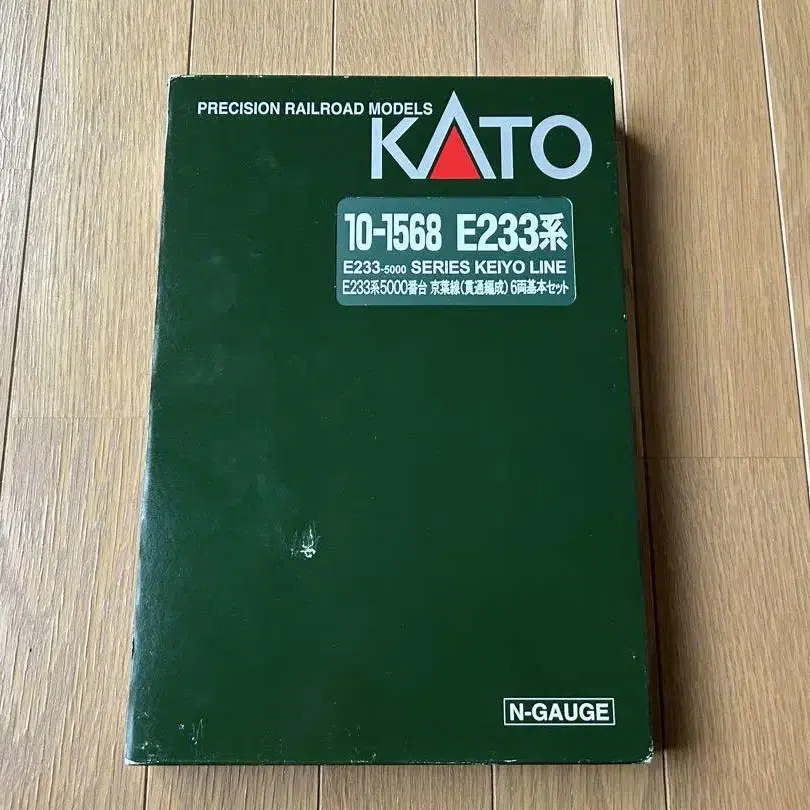 PRECISION RAILROAD MODELS
KATO
10-1568 E233系
E233-5000 SERIES KEIYO LINE
E233系5000番台 京葉線(貫通編成)6両基本セット
N-GAUGE